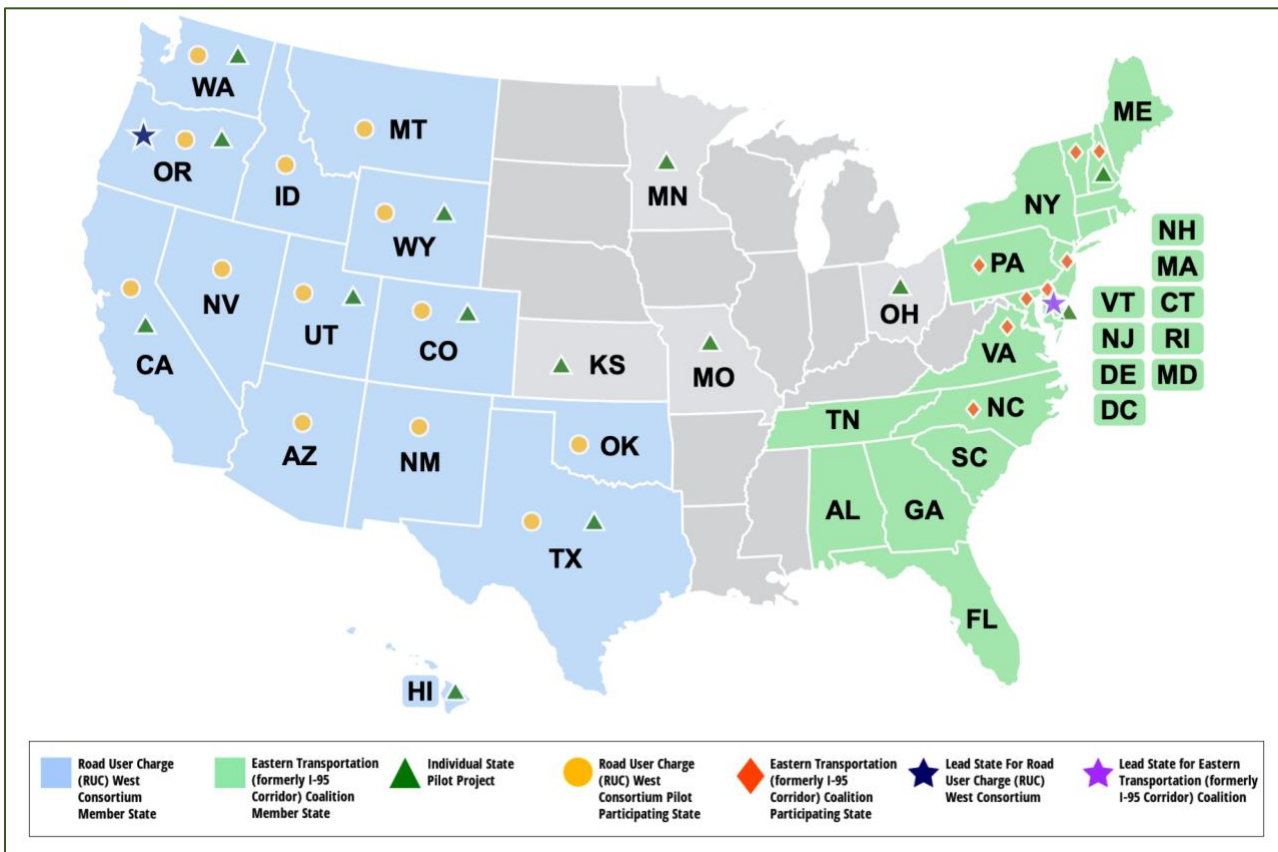 WA
MT
ME
OR
ID
MN
NY
WY
NH
PA
MA
NV
VT
CT
UT
CO
OH
NJ
RI
CA
KS
MO
VA
DE
MD
NC
DC
TN
AZ
NM
OK
SC
AL
GA
TX
FL
HI
Road User Charge
(RUC) West
Consortium
Member State
Eastern Transportation
(formerly I-95
Corridor) Coalition
Member State
Individual State
Pilot Project
Road User Charge
(RUC) West
Consortium Pilot
Participating State
Eastern Transportation
(formerly I-95
Corridor) Coalition
Participating State
Lead State For Road
User Charge (RUC)
West Consortium
Lead State for Eastern
Transportation (formerly
I-95 Corridor) Coalition